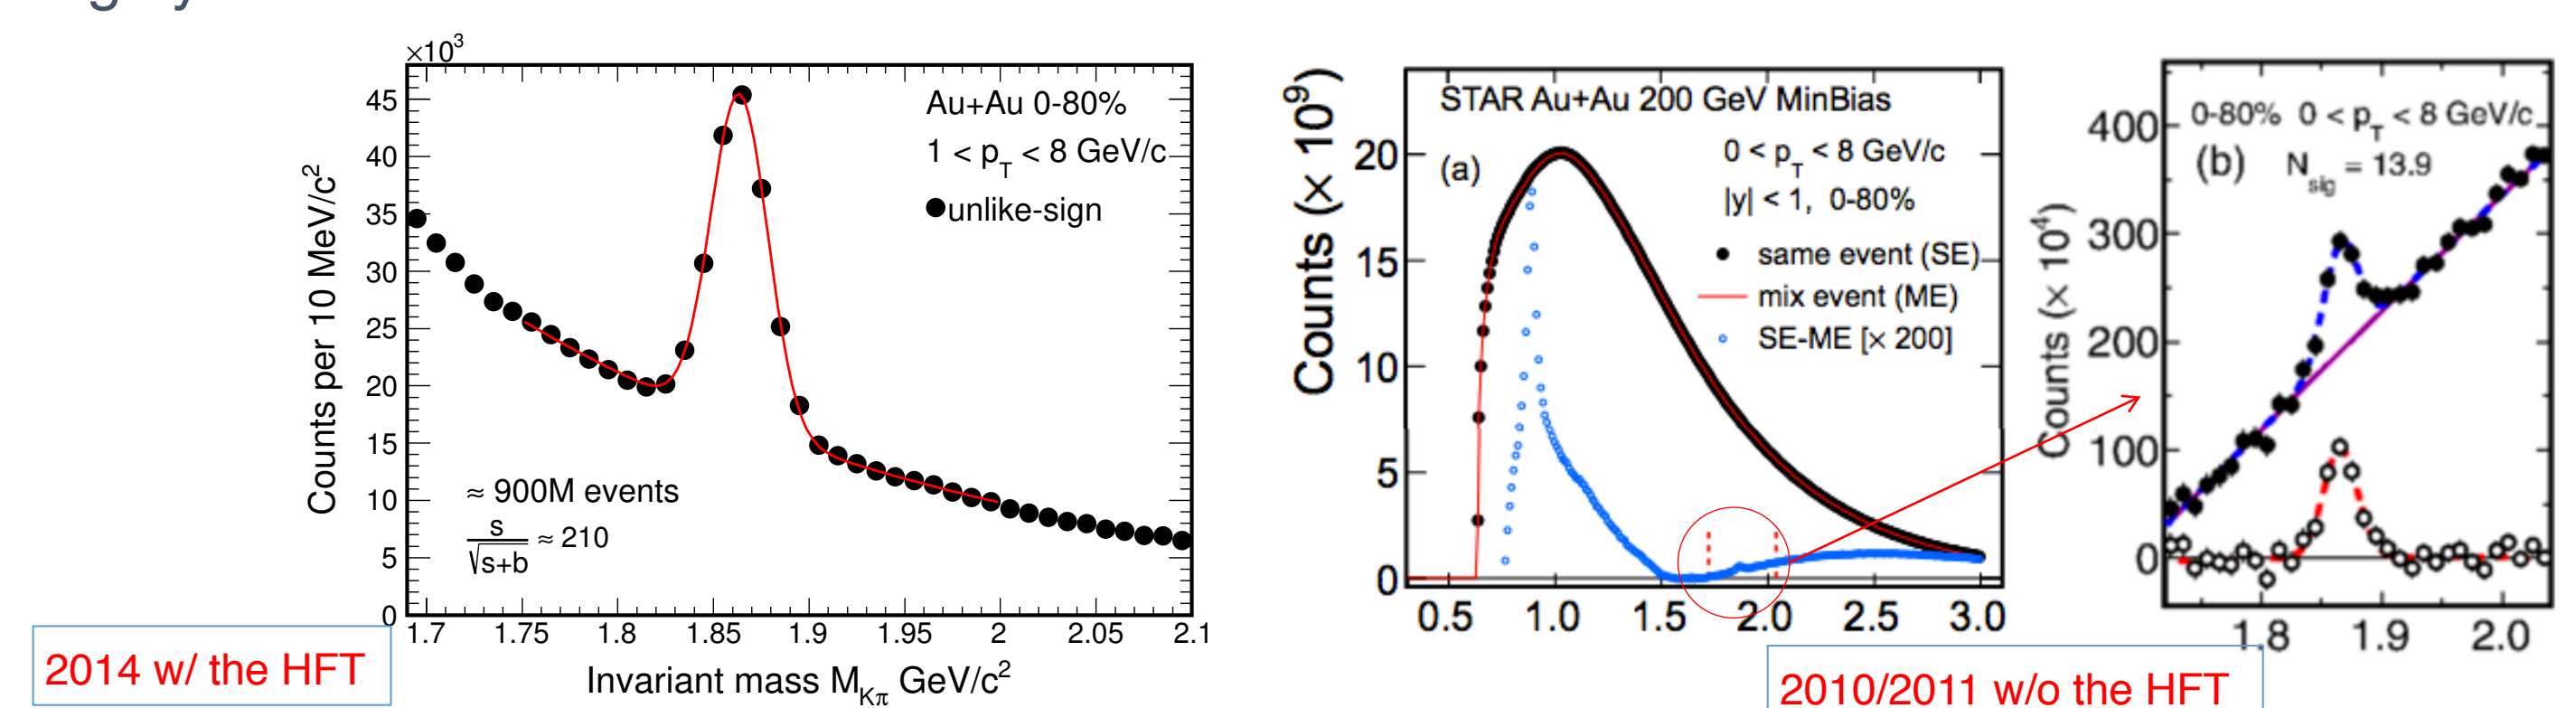 ×10³
45
40
35
30
25
20
15
10
5
0
Counts per 10 MeV/c²
Au+Au 0-80%
1 < p_T < 8 GeV/c
unlike-sign
≈ 900M events
s/√s+b ≈ 210
1.7 1.75 1.8 1.85 1.9 1.95 2 2.05 2.1
Invariant mass M_Kπ GeV/c²
2014 w/ the HFT
Counts (× 10⁹)
20
15
10
5
0
STAR Au+Au 200 GeV MinBias
(a)
0 < p_T < 8 GeV/c
|y| < 1, 0-80%
same event (SE)
mix event (ME)
SE-ME [× 200]
0.5 1.0 1.5 2.0 2.5 3.0
Counts (× 10⁴)
400
300
200
100
0
0-80% 0 < p_T < 8 GeV/c
(b) N_sig = 13.9
1.8 1.9 2.0
2010/2011 w/o the HFT